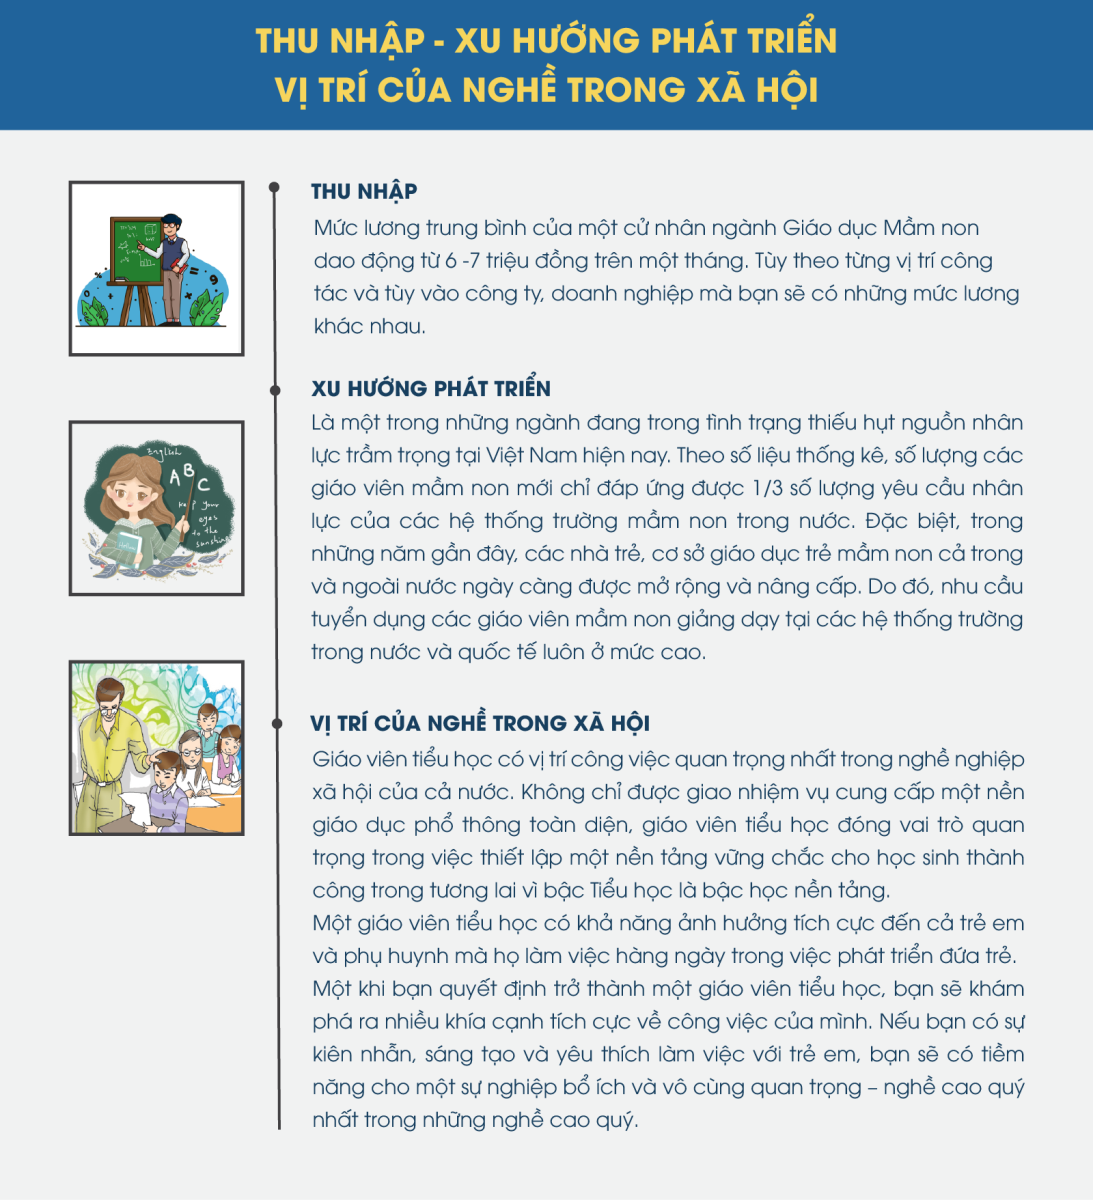 THU NHẬP - XU HƯỚNG PHÁT TRIỂN
VỊ TRÍ CỦA NGHỀ TRONG XÃ HỘI
THU NHẬP
Mức lương trung bình của một cử nhân ngành Giáo dục Mầm non
dao động từ 6 -7 triệu đồng trên một tháng. Tùy theo từng vị trí công
tác và tùy vào công ty, doanh nghiệp mà bạn sẽ có những mức lương
khác nhau.
XU HƯỚNG PHÁT TRIỂN
Là một trong những ngành đang trong tình trạng thiếu hụt nguồn nhân
lực trầm trọng tại Việt Nam hiện nay. Theo số liệu thống kê, số lượng các
giáo viên mầm non mới chỉ đáp ứng được 1/3 số lượng yêu cầu nhân
lực của các hệ thống trường mầm non trong nước. Đặc biệt, trong
những năm gần đây, các nhà trẻ, cơ sở giáo dục trẻ mầm non cả trong
và ngoài nước ngày càng được mở rộng và nâng cấp. Do đó, nhu cầu
tuyển dụng các giáo viên mầm non giảng dạy tại các hệ thống trường
trong nước và quốc tế luôn ở mức cao.
English
A B C
keep your
eyes
to the
sunshine
VỊ TRÍ CỦA NGHỀ TRONG XÃ HỘI
Giáo viên tiểu học có vị trí công việc quan trọng nhất trong nghề nghiệp
xã hội của cả nước. Không chỉ được giao nhiệm vụ cung cấp một nền
giáo dục phổ thông toàn diện, giáo viên tiểu học đóng vai trò quan
trọng trong việc thiết lập một nền tảng vững chắc cho học sinh thành
công trong tương lai vì bậc Tiểu học là bậc học nền tảng.
Một giáo viên tiểu học có khả năng ảnh hưởng tích cực đến cả trẻ em
và phụ huynh mà họ làm việc hàng ngày trong việc phát triển đứa trẻ.
Một khi bạn quyết định trở thành một giáo viên tiểu học, bạn sẽ khám
phá ra nhiều khía cạnh tích cực về công việc của mình. Nếu bạn có sự
kiên nhẫn, sáng tạo và yêu thích làm việc với trẻ em, bạn sẽ có tiềm
năng cho một sự nghiệp bổ ích và vô cùng quan trọng – nghề cao quý
nhất trong những nghề cao quý.